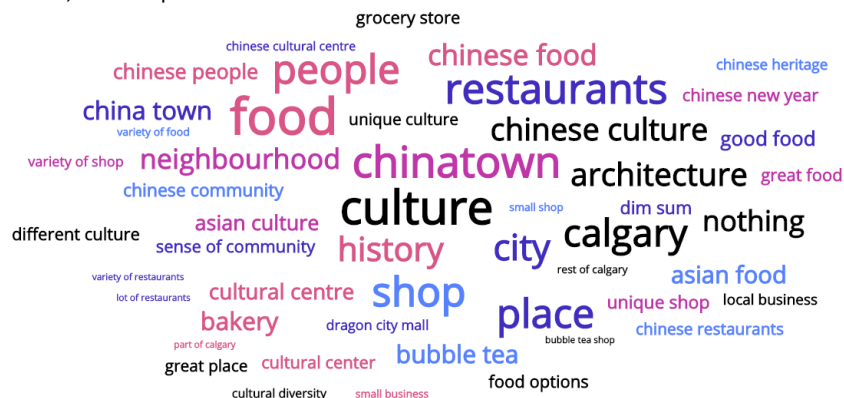 grocery store
chinese cultural centre
chinese people
people
chinese food
restaurants
chinese heritage
chinese new year
china town
variety of food
food
unique culture
chinese culture
good food
variety of shop
neighbourhood
chinatown
architecture
great food
chinese community
culture
small shop
dim sum
different culture
asian culture
sense of community
history
city
calgary
nothing
rest of calgary
variety of restaurants
lot of restaurants
cultural centre
shop
asian food
place
unique shop
local business
bakery
dragon city mall
bubble tea shop
chinese restaurants
part of calgary
great place
cultural center
bubble tea
food options
cultural diversity
small business